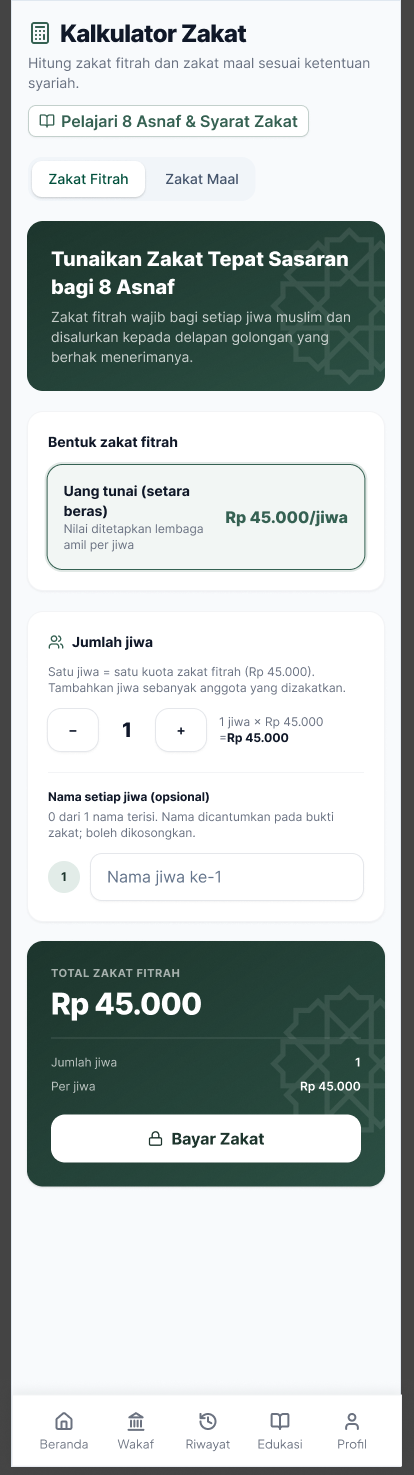 Kalkulator Zakat
Hitung zakat fitrah dan zakat maal sesuai ketentuan
syariah.
Pelajari 8 Asnaf & Syarat Zakat
Zakat Fitrah
Zakat Maal
Tunaikan Zakat Tepat Sasaran
bagi 8 Asnaf
Zakat fitrah wajib bagi setiap jiwa muslim dan
disalurkan kepada delapan golongan yang
berhak menerimanya.
Bentuk zakat fitrah
Uang tunai (setara
beras)
Nilai ditetapkan lembaga
amil per jiwa
Rp 45.000/jiwa
Jumlah jiwa
Satu jiwa = satu kuota zakat fitrah (Rp 45.000).
Tambahkan jiwa sebanyak anggota yang dizakatkan.
− 1 +
1 jiwa × Rp 45.000
=Rp 45.000
Nama setiap jiwa (opsional)
0 dari 1 nama terisi. Nama dicantumkan pada bukti
zakat; boleh dikosongkan.
1 Nama jiwa ke-1
TOTAL ZAKAT FITRAH
Rp 45.000
Jumlah jiwa 1
Per jiwa Rp 45.000
Bayar Zakat
Beranda Wakaf Riwayat Edukasi Profil